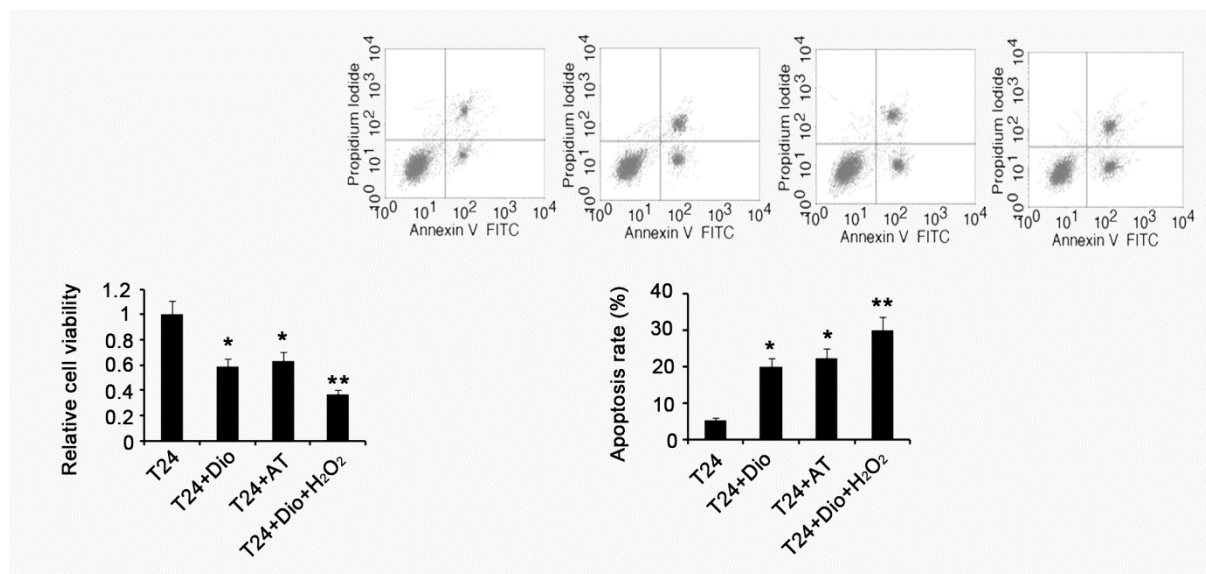 Propidium Iodide
10⁴
10³
10²
10¹
10⁰
10⁰ 10¹ 10² 10³ 10⁴
Annexin V FITC
Propidium Iodide
10⁴
10³
10²
10¹
10⁰
10⁰ 10¹ 10² 10³ 10⁴
Annexin V FITC
Propidium Iodide
10⁴
10³
10²
10¹
10⁰
10⁰ 10¹ 10² 10³ 10⁴
Annexin V FITC
Propidium Iodide
10⁴
10³
10²
10¹
10⁰
10⁰ 10¹ 10² 10³ 10⁴
Annexin V FITC
Relative cell viability
1.2
1
0.8
0.6
0.4
0.2
0
*
*
**
T24
T24+Dio
T24+AT
T24+Dio+H₂O₂
Apoptosis rate (%)
40
30
20
10
0
*
*
**
T24
T24+Dio
T24+AT
T24+Dio+H₂O₂